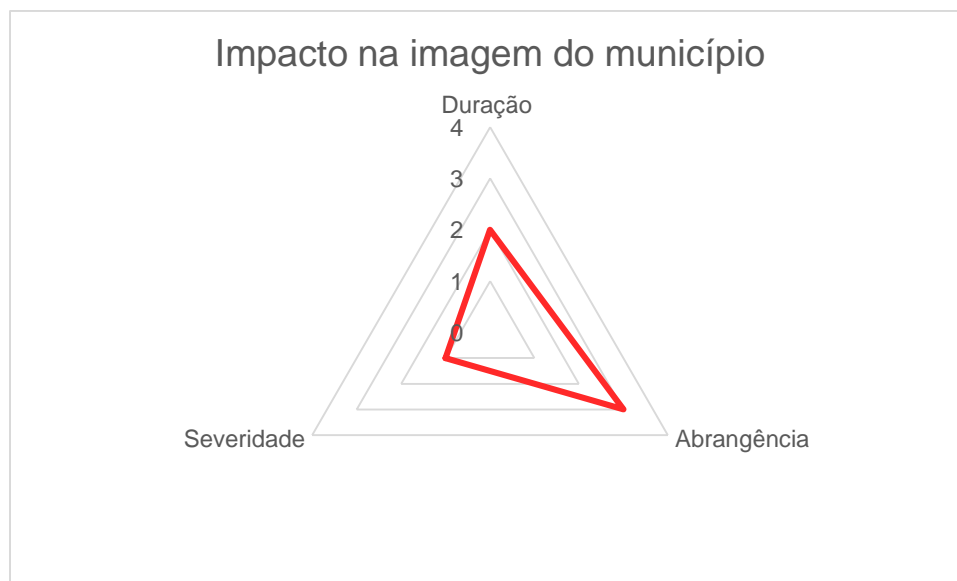 Impacto na imagem do município
Duração
4
3
2
1
0
Severidade
Abrangência